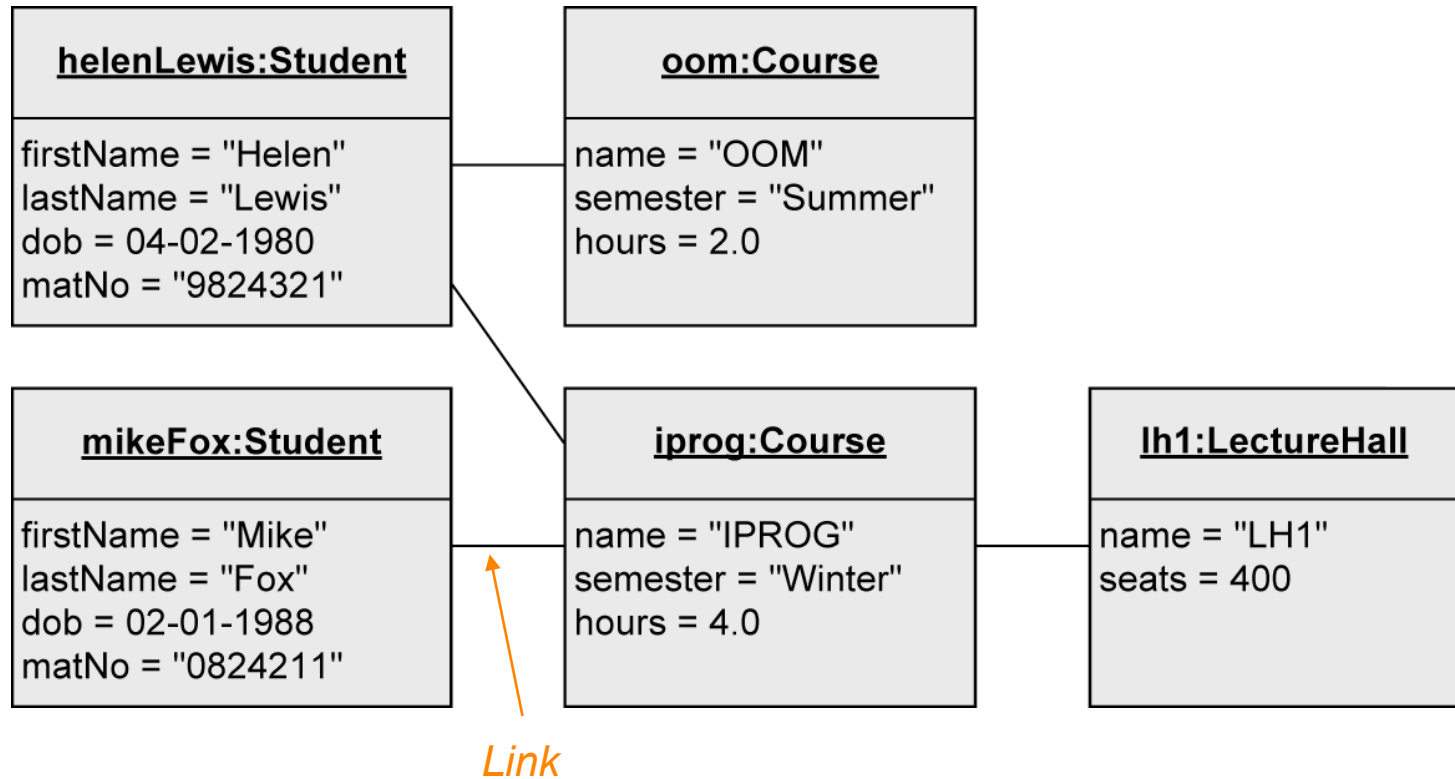 helenLewis:Student
firstName = "Helen"
lastName = "Lewis"
dob = 04-02-1980
matNo = "9824321"
oom:Course
name = "OOM"
semester = "Summer"
hours = 2.0
mikeFox:Student
firstName = "Mike"
lastName = "Fox"
dob = 02-01-1988
matNo = "0824211"
iprog:Course
name = "IPROG"
semester = "Winter"
hours = 4.0
lh1:LectureHall
name = "LH1"
seats = 400
Link